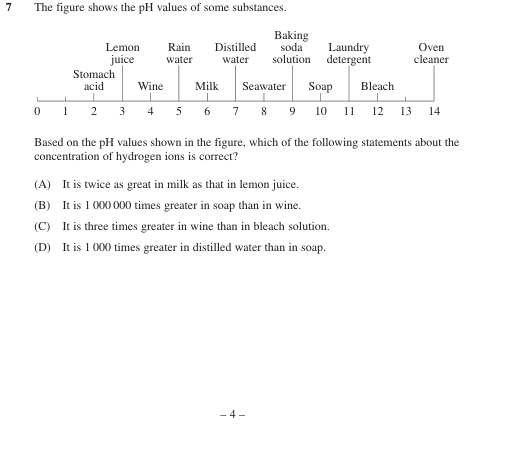 7 The figure shows the pH values of some substances.
Baking
Lemon Rain Distilled soda Laundry Oven
juice water water solution detergent cleaner
Stomach
acid Wine Milk Seawater Soap Bleach
0 1 2 3 4 5 6 7 8 9 10 11 12 13 14
Based on the pH values shown in the figure, which of the following statements about the
concentration of hydrogen ions is correct?
(A) It is twice as great in milk as that in lemon juice.
(B) It is 1 000 000 times greater in soap than in wine.
(C) It is three times greater in wine than in bleach solution.
(D) It is 1 000 times greater in distilled water than in soap.
– 4 –